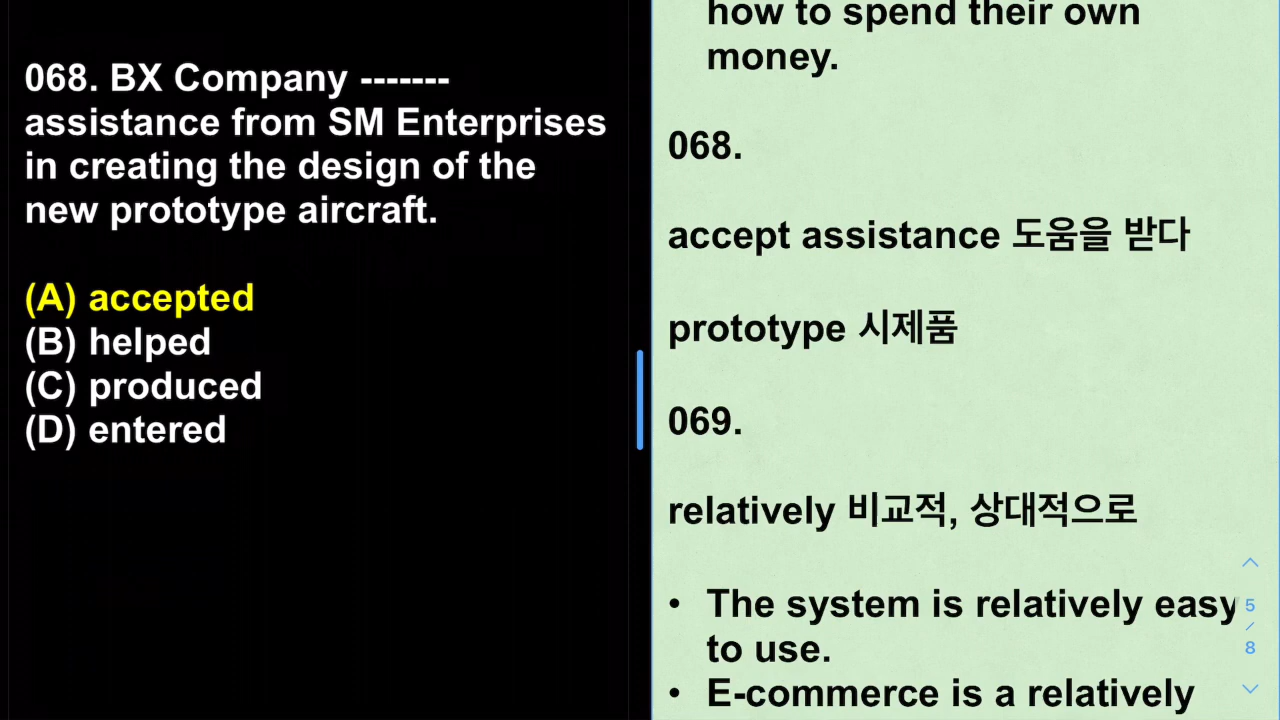 068. BX Company -------
assistance from SM Enterprises
in creating the design of the
new prototype aircraft.
(A) accepted
(B) helped
(C) produced
(D) entered
how to spend their own
money.
068.
accept assistance 도움을 받다
prototype 시제품
069.
relatively 비교적, 상대적으로
• The system is relatively easy
to use.
• E-commerce is a relatively
5
/
8